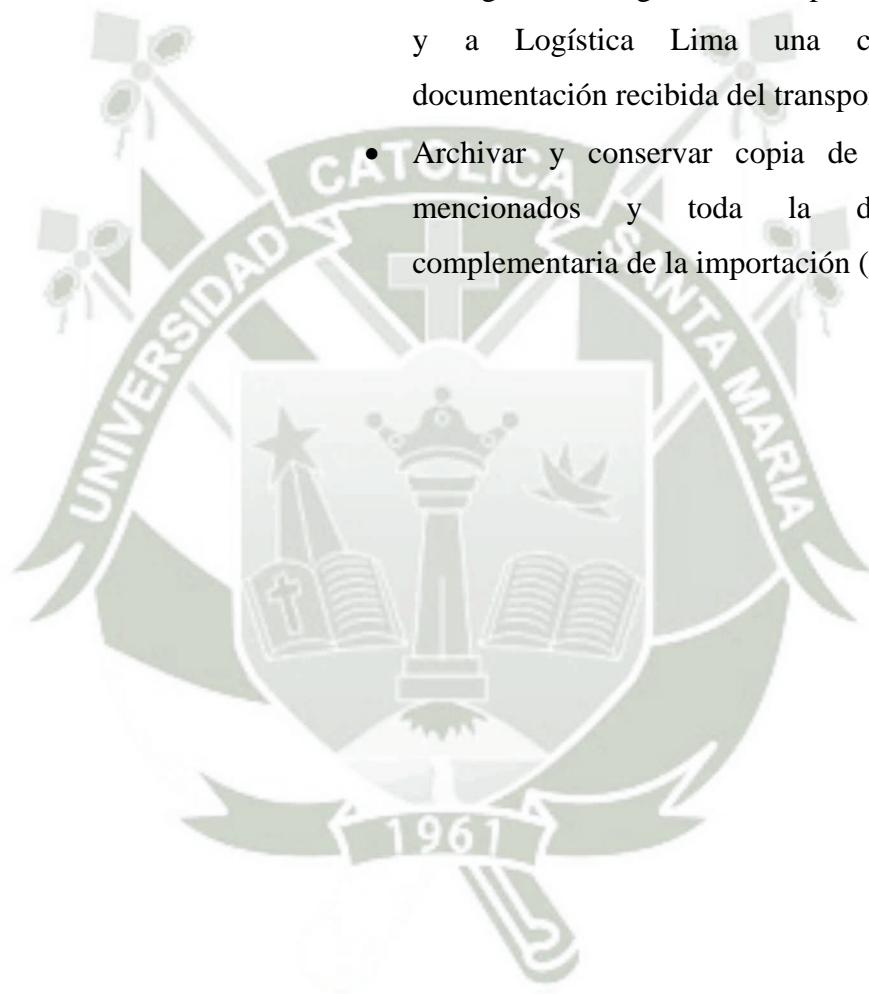 y a Logística Lima una c
documentación recibida del transpo
• Archivar y conservar copia de
mencionados y toda la d
complementaria de la importación (
UNIVERSIDAD CATÓLICA SANTA MARIA
1961